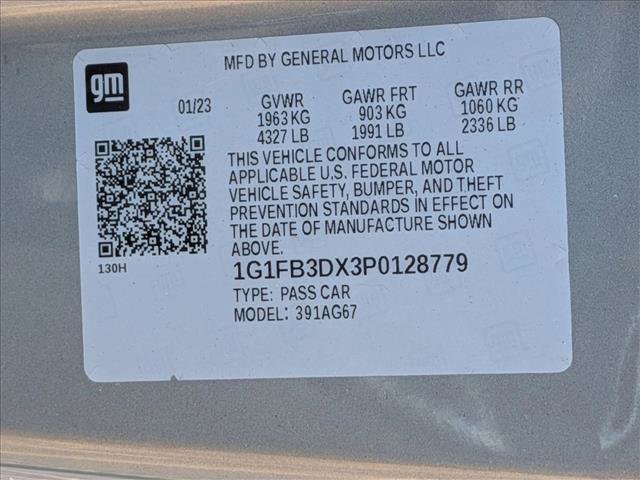 MFD BY GENERAL MOTORS LLC
gm
01/23 GVWR GAWR FRT GAWR RR
1963 KG 903 KG 1060 KG
4327 LB 1991 LB 2336 LB
THIS VEHICLE CONFORMS TO ALL
APPLICABLE U.S. FEDERAL MOTOR
VEHICLE SAFETY, BUMPER, AND THEFT
PREVENTION STANDARDS IN EFFECT ON
THE DATE OF MANUFACTURE SHOWN
ABOVE.
130H
1G1FB3DX3P0128779
TYPE: PASS CAR
MODEL: 391AG67